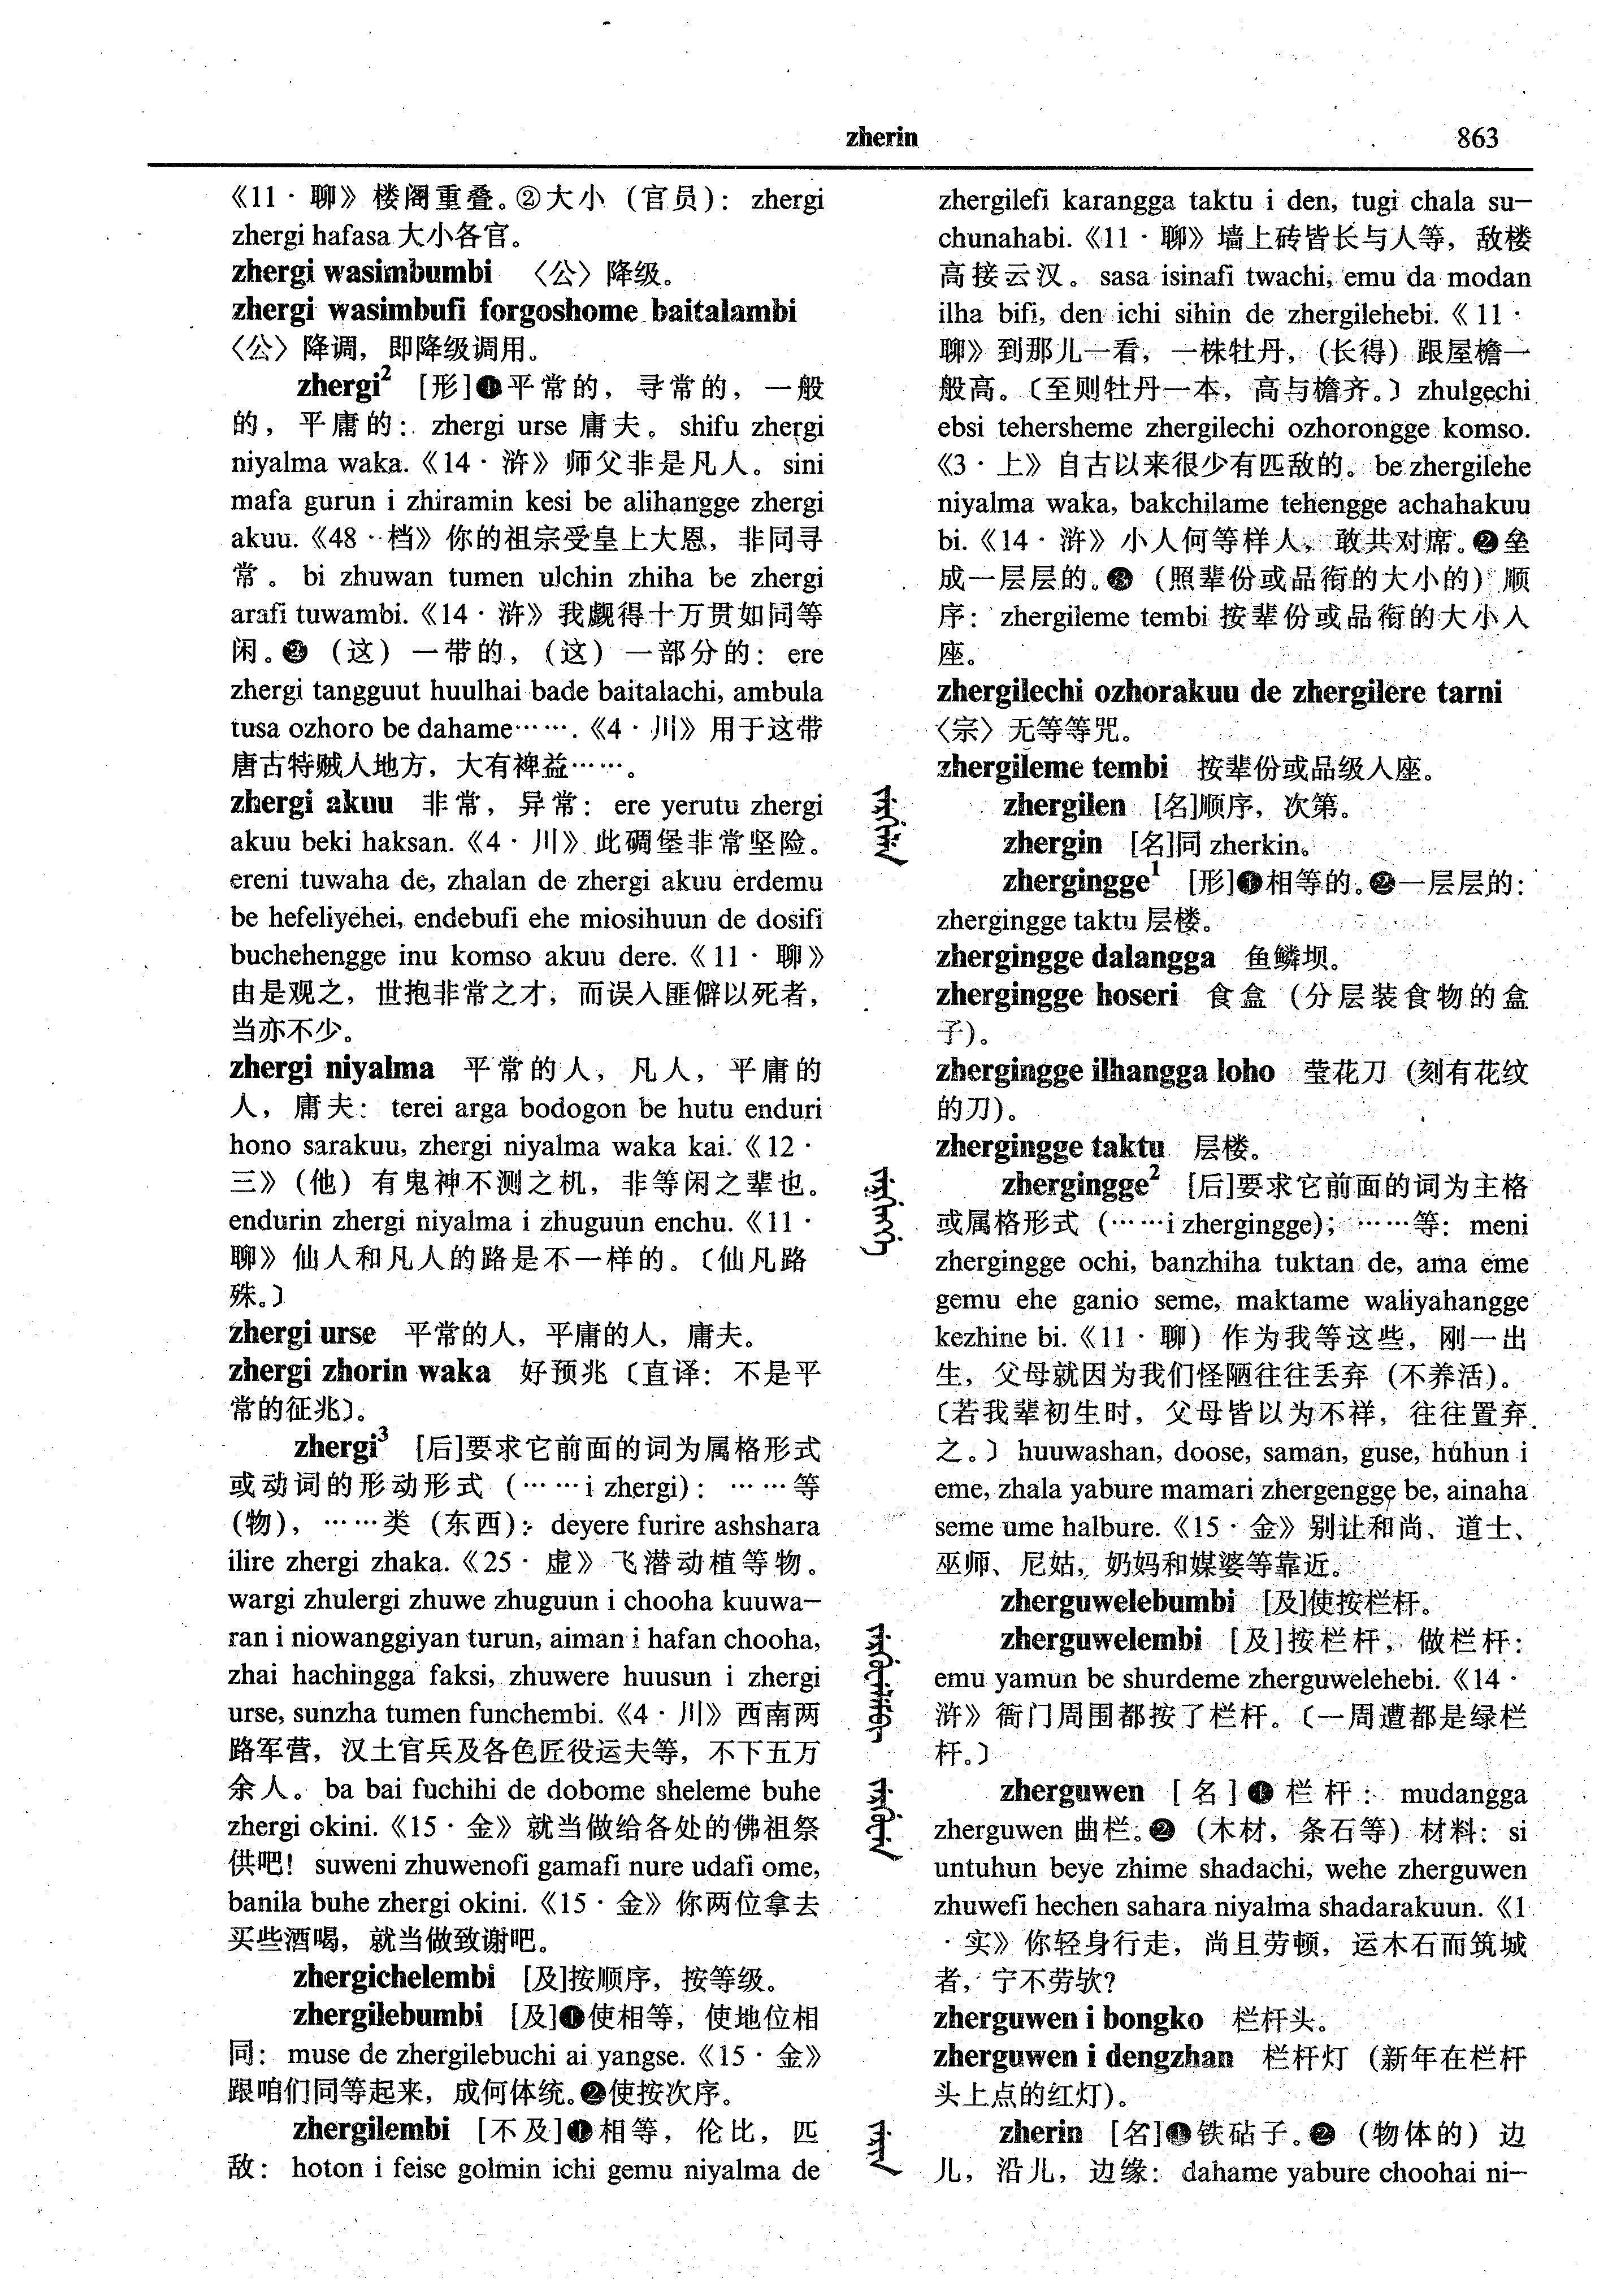 zherin 863
《11 · 聊》楼阁重叠。②大小（官员）：zhergi
zhergi hafasa 大小各官。
zhergi wasimbumbi 〈公〉降级。
zhergi wasimbufi forgoshome baitalambi
〈公〉降调，即降级调用。
zhergi² [形]❶平常的，寻常的，一般
的，平庸的：zhergi urse 庸夫。shifu zhergi
niyalma waka.《14 · 浒》师父非是凡人。sini
mafa gurun i zhiramin kesi be alihangge zhergi
akuu.《48 · 档》你的祖宗受皇上大恩，非同寻
常。bi zhuwan tumen ulchin zhiha be zhergi
arafi tuwambi.《14 · 浒》我觑得十万贯如同等
闲。❷（这）一带的，（这）一部分的：ere
zhergi tangguut huulhai bade baitalachi, ambula
tusa ozhoro be dahame…….《4 · 川》用于这带
唐古特贼人地方，大有裨益……。
zhergi akuu 非常，异常：ere yerutu zhergi
akuu beki haksan.《4 · 川》此碉堡非常坚险。
ereni tuwaha de, zhalan de zhergi akuu erdemu
be hefeliyehei, endebufi ehe miosihuun de dosifi
buchehengge inu komso akuu dere.《11 · 聊》
由是观之，世抱非常之才，而误入匪僻以死者，
当亦不少。
zhergi niyalma 平常的人，凡人，平庸的
人，庸夫：terei arga bodogon be hutu enduri
hono sarakuu, zhergi niyalma waka kai.《12 ·
三》（他）有鬼神不测之机，非等闲之辈也。
endurin zhergi niyalma i zhuguun enchu.《11 ·
聊》仙人和凡人的路是不一样的。〔仙凡路
殊。〕
zhergi urse 平常的人，平庸的人，庸夫。
zhergi zhorin waka 好预兆〔直译：不是平
常的征兆〕。
zhergi³ [后]要求它前面的词为属格形式
或动词的形动形式（……i zhergi）：……等
（物），……类（东西）：deyere furire ashshara
ilire zhergi zhaka.《25 · 虚》飞潜动植等物。
wargi zhulergi zhuwe zhuguun i chooha kuuwa-
ran i niowanggiyan turun, aiman i hafan chooha,
zhai hachingga faksi, zhuwere huusun i zhergi
urse, sunzha tumen funchembi.《4 · 川》西南两
路军营，汉土官兵及各色匠役运夫等，不下五万
余人。ba bai fuchihi de dobome sheleme buhe
zhergi okini.《15 · 金》就当做给各处的佛祖祭
供吧！suweni zhuwenofi gamafi nure udafi ome,
banila buhe zhergi okini.《15 · 金》你两位拿去
买些酒喝，就当做致谢吧。
zhergichelembi [及]按顺序，按等级。
zhergilebumbi [及]❶使相等，使地位相
同：muse de zhergilebuchi ai yangse.《15 · 金》
跟咱们同等起来，成何体统。❷使按次序。
zhergilembi [不及]❶相等，伦比，匹
敌：hoton i feise golmin ichi gemu niyalma de
zhergilefi karangga taktu i den, tugi chala su-
chunahabi.《11 · 聊》墙上砖皆长与人等，敌楼
高接云汉。sasa isinafi twachi, emu da modan
ilha bifi, den ichi sihin de zhergilehebi.《11 ·
聊》到那儿一看，一株牡丹，（长得）跟屋檐一
般高。〔至则牡丹一本，高与檐齐。〕zhulgechi
ebsi tehersheme zhergilechi ozhorongge komso.
《3 · 上》自古以来很少有匹敌的。be zhergilehe
niyalma waka, bakchilame tehengge achahakuu
bi.《14 · 浒》小人何等样人，敢共对席。❷垒
成一层层的。❸（照辈份或品衔的大小的）顺
序：zhergileme tembi 按辈份或品衔的大小入
座。
zhergilechi ozhorakuu de zhergilere tarni
〈宗〉无等等咒。
zhergileme tembi 按辈份或品级入座。
zhergilen [名]顺序，次第。
zhergin [名]同 zherkin。
zhergingge¹ [形]❶相等的。❷一层层的：
zhergingge taktu 层楼。
zhergingge dalangga 鱼鳞坝。
zhergingge hoseri 食盒（分层装食物的盒
子）。
zhergingge ilhangga loho 莹花刀（刻有花纹
的刀）。
zhergingge taktu 层楼。
zhergingge² [后]要求它前面的词为主格
或属格形式（……i zhergingge）；……等：meni
zhergingge ochi, banzhiha tuktan de, ama eme
gemu ehe ganio seme, maktame waliyahangge
kezhine bi.《11 · 聊》作为我等这些，刚一出
生，父母就因为我们怪陋往往丢弃（不养活）。
〔若我辈初生时，父母皆以为不祥，往往置弃
之。〕huuwashan, doose, saman, guse, huhun i
eme, zhala yabure mamari zhergengge be, ainaha
seme ume halbure.《15 · 金》别让和尚、道士、
巫师、尼姑，奶妈和媒婆等靠近。
zherguwelebumbi [及]使按栏杆。
zherguwelembi [及]按栏杆，做栏杆：
emu yamun be shurdeme zherguwelehebi.《14 ·
浒》衙门周围都按了栏杆。〔一周遭都是绿栏
杆。〕
zherguwen [名]❶栏杆：mudangga
zherguwen 曲栏。❷（木材，条石等）材料：si
untuhun beye zhime shadachi, wehe zherguwen
zhuwefi hechen sahara niyalma shadarakuun.《1
· 实》你轻身行走，尚且劳顿，运木石而筑城
者，宁不劳欤？
zherguwen i bongko 栏杆头。
zherguwen i dengzhan 栏杆灯（新年在栏杆
头上点的红灯）。
zherin [名]❶铁砧子。❷（物体的）边
儿，沿儿，边缘：dahame yabure choohai ni-